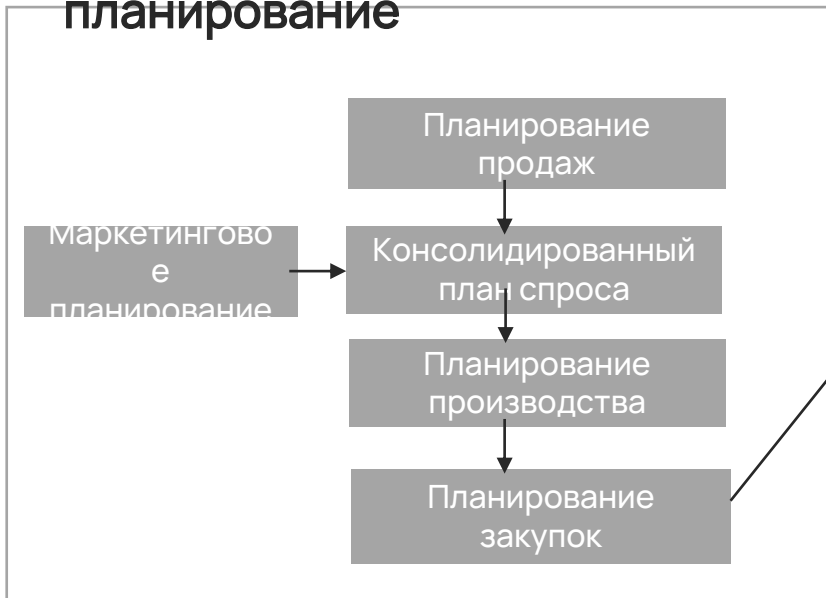 планирование
Планирование
продаж
Маркетингово
е
планирование
Консолидированный
план спроса
Планирование
производства
Планирование
закупок